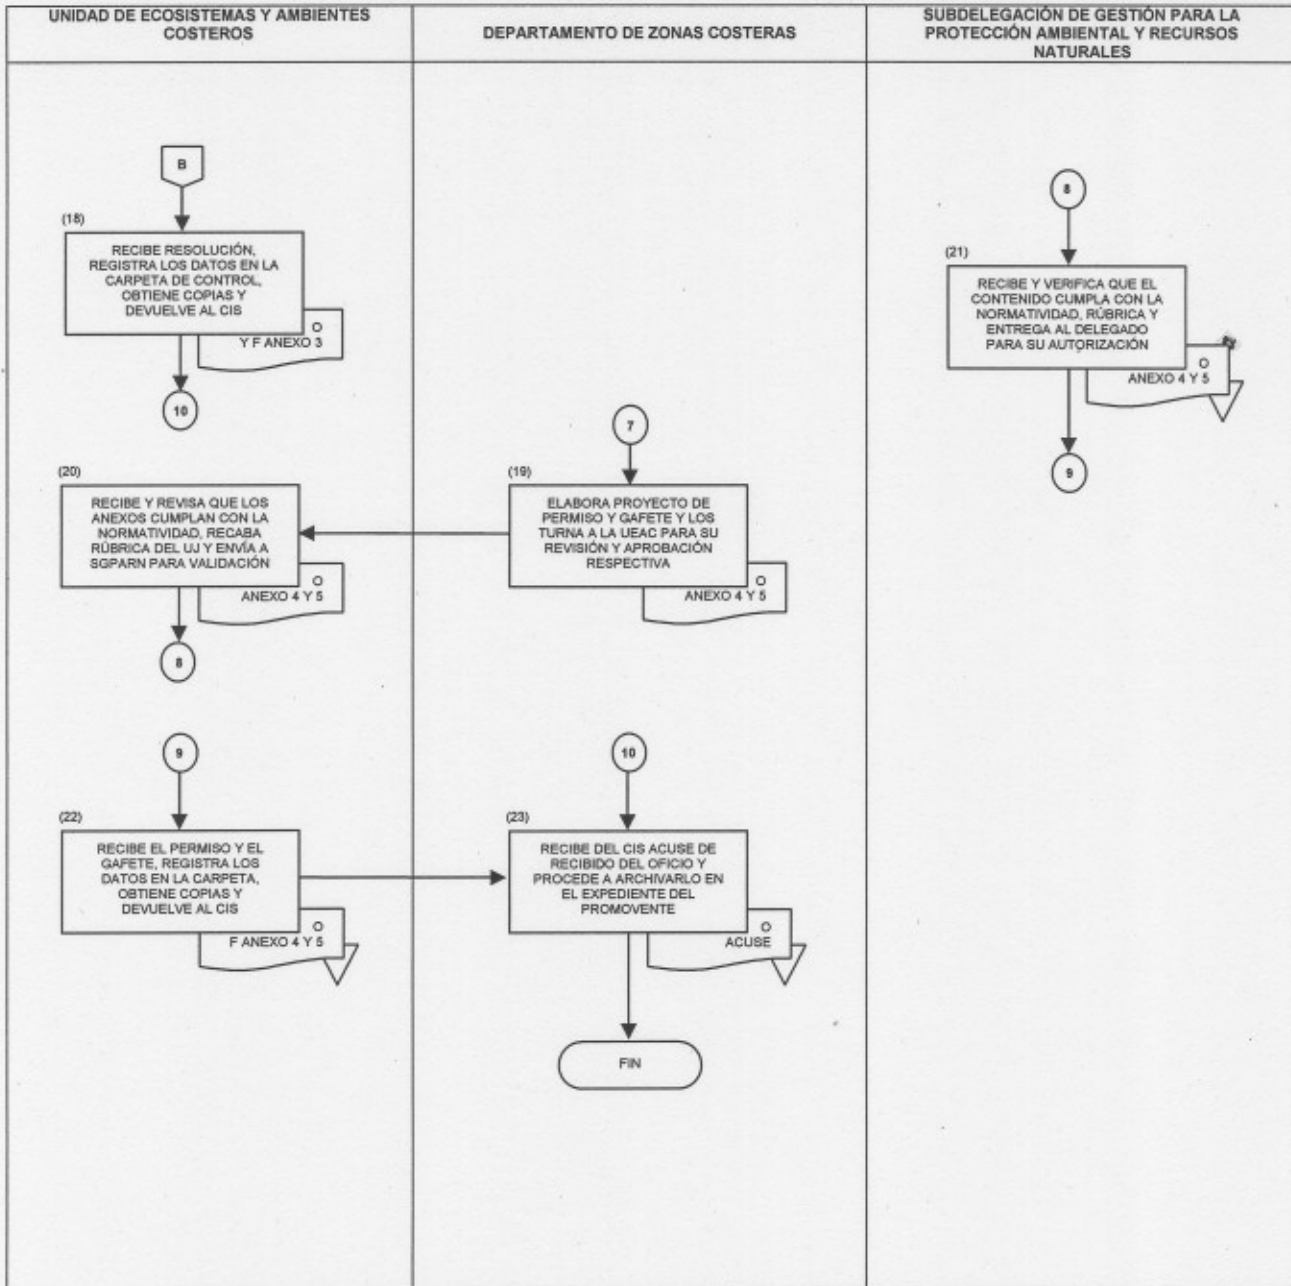 UNIDAD DE ECOSISTEMAS Y AMBIENTES
COSTEROS
DEPARTAMENTO DE ZONAS COSTERAS
SUBDELEGACIÓN DE GESTIÓN PARA LA
PROTECCIÓN AMBIENTAL Y RECURSOS
NATURALES
B
(18)
RECIBE RESOLUCIÓN,
REGISTRA LOS DATOS EN LA
CARPETA DE CONTROL,
OBTIENE COPIAS Y
DEVUELVE AL CIS
O
Y F ANEXO 3
10
(20)
RECIBE Y REVISA QUE LOS
ANEXOS CUMPLAN CON LA
NORMATIVIDAD, RECABA
RÚBRICA DEL UJ Y ENVÍA A
SGPARN PARA VALIDACIÓN
O
ANEXO 4 Y 5
8
9
(22)
RECIBE EL PERMISO Y EL
GAFETE, REGISTRA LOS
DATOS EN LA CARPETA,
OBTIENE COPIAS Y
DEVUELVE AL CIS
O
F ANEXO 4 Y 5
7
(19)
ELABORA PROYECTO DE
PERMISO Y GAFETE Y LOS
TURNA A LA UEAC PARA SU
REVISIÓN Y APROBACIÓN
RESPECTIVA
O
ANEXO 4 Y 5
10
(23)
RECIBE DEL CIS ACUSE DE
RECIBIDO DEL OFICIO Y
PROCEDE A ARCHIVARLO EN
EL EXPEDIENTE DEL
PROMOVENTE
O
ACUSE
FIN
8
(21)
RECIBE Y VERIFICA QUE EL
CONTENIDO CUMPLA CON LA
NORMATIVIDAD, RÚBRICA Y
ENTREGA AL DELEGADO
PARA SU AUTORIZACIÓN
O
ANEXO 4 Y 5
9